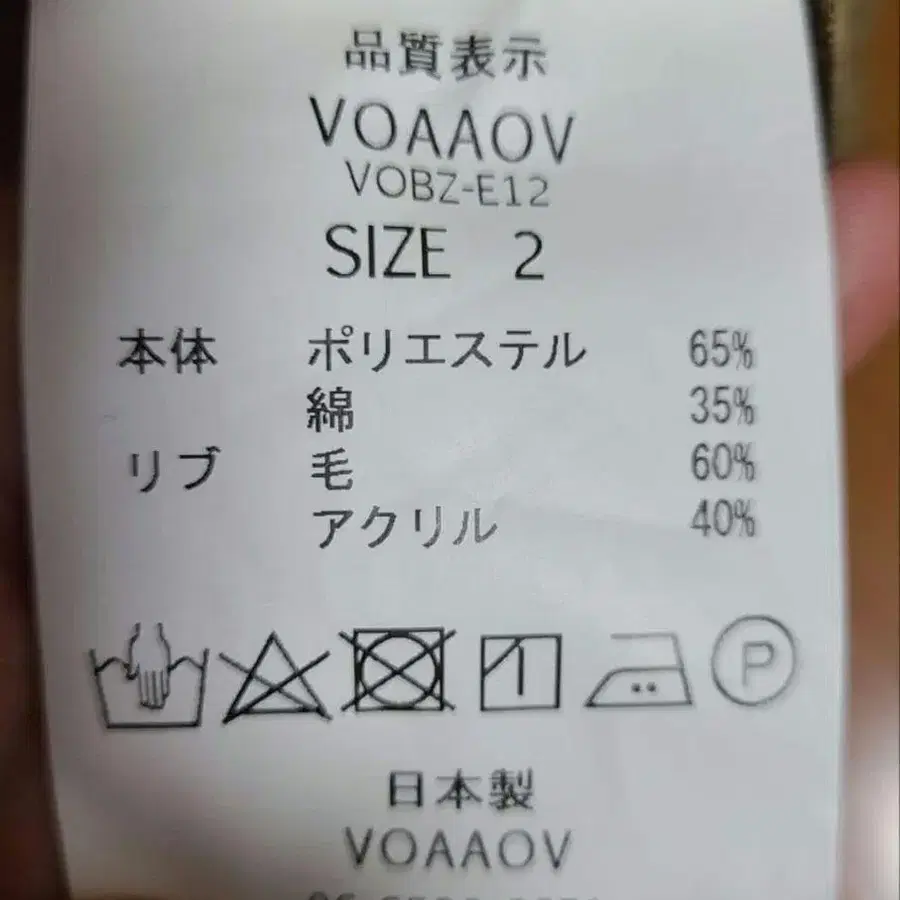 品質表示
VOAAOV
VOBZ-E12
SIZE 2
本体 ポリエステル 65%
綿 35%
リブ 毛 60%
アクリル 40%
P
日本製
VOAAOV